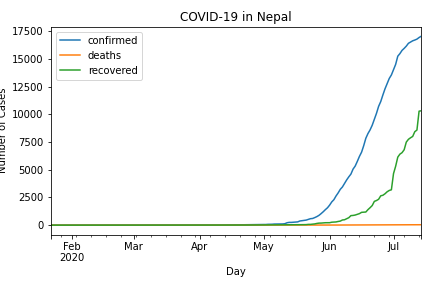 COVID-19 in Nepal
17500
15000
12500
10000
7500
5000
2500
0
Number of Cases
confirmed
deaths
recovered
Feb
2020
Mar
Apr
May
Jun
Jul
Day